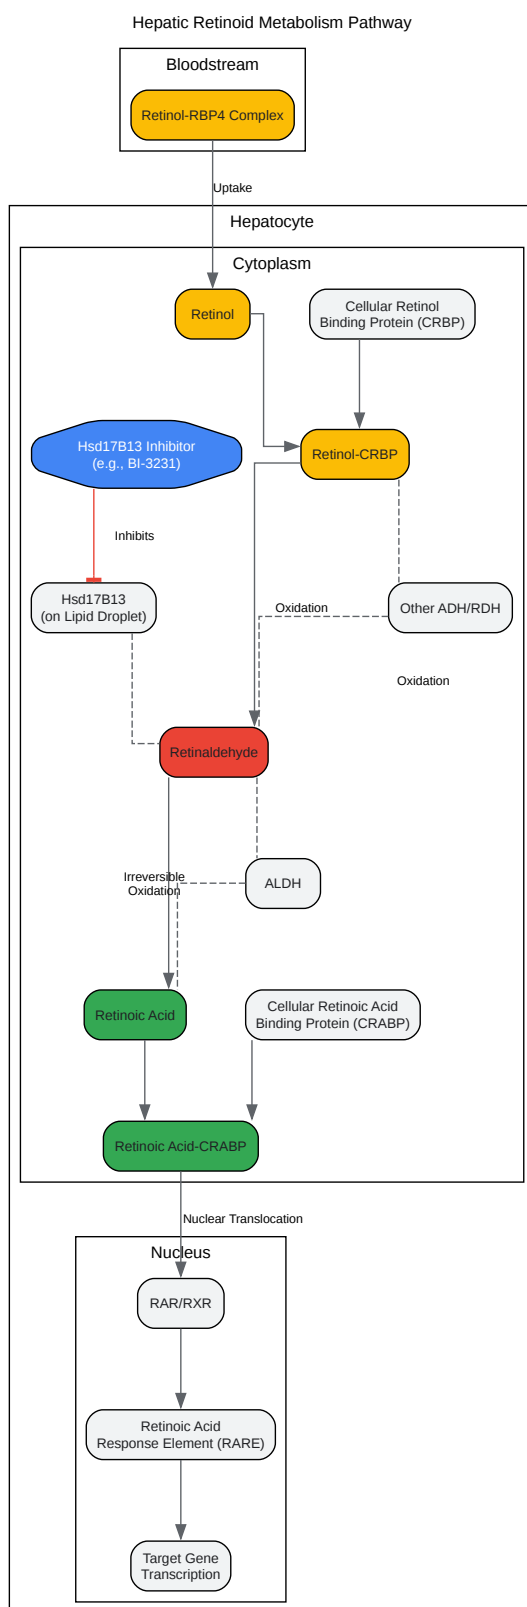 Hepatic Retinoid Metabolism Pathway
Bloodstream
Retinol-RBP4 Complex
Uptake
Hepatocyte
Cytoplasm
Retinol
Cellular Retinol
Binding Protein (CRBP)
Hsd17B13 Inhibitor
(e.g., BI-3231)
Retinol-CRBP
Inhibits
Hsd17B13
(on Lipid Droplet)
Oxidation
Other ADH/RDH
Oxidation
Retinaldehyde
Irreversible
Oxidation
ALDH
Retinoic Acid
Cellular Retinoic Acid
Binding Protein (CRABP)
Retinoic Acid-CRABP
Nuclear Translocation
Nucleus
RAR/RXR
Retinoic Acid
Response Element (RARE)
Target Gene
Transcription